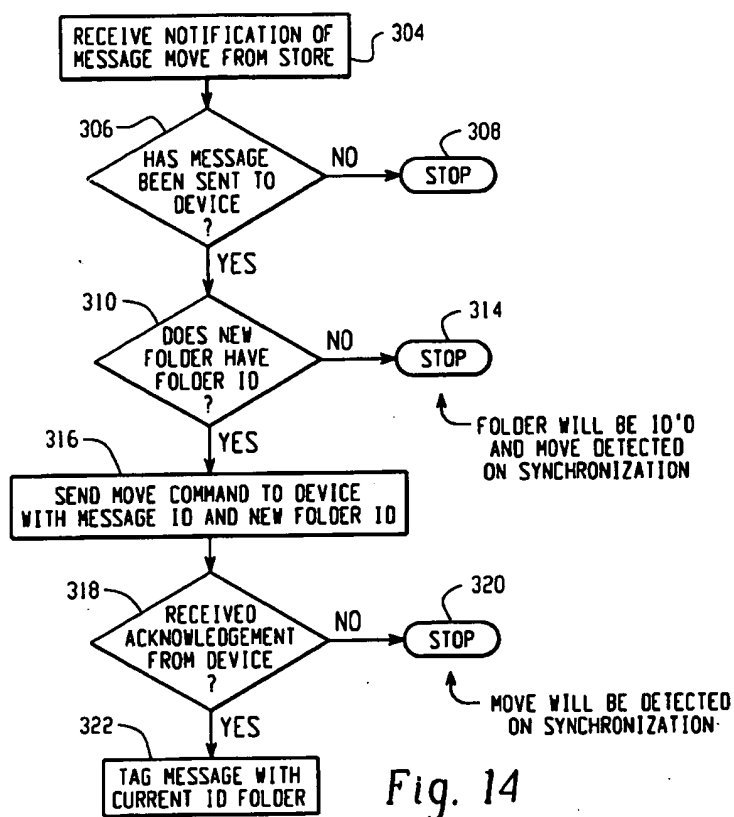 RECEIVE NOTIFICATION OF
MESSAGE MOVE FROM STORE
304
306
HAS MESSAGE
BEEN SENT TO
DEVICE
?
NO
308
STOP
YES
310
DOES NEW
FOLDER HAVE
FOLDER ID
?
NO
314
STOP
FOLDER WILL BE ID'D
AND MOVE DETECTED
ON SYNCHRONIZATION
YES
316
SEND MOVE COMMAND TO DEVICE
WITH MESSAGE ID AND NEW FOLDER ID
318
RECEIVED
ACKNOWLEDGEMENT
FROM DEVICE
?
NO
320
STOP
MOVE WILL BE DETECTED
ON SYNCHRONIZATION
YES
322
TAG MESSAGE WITH
CURRENT ID FOLDER
Fig. 14